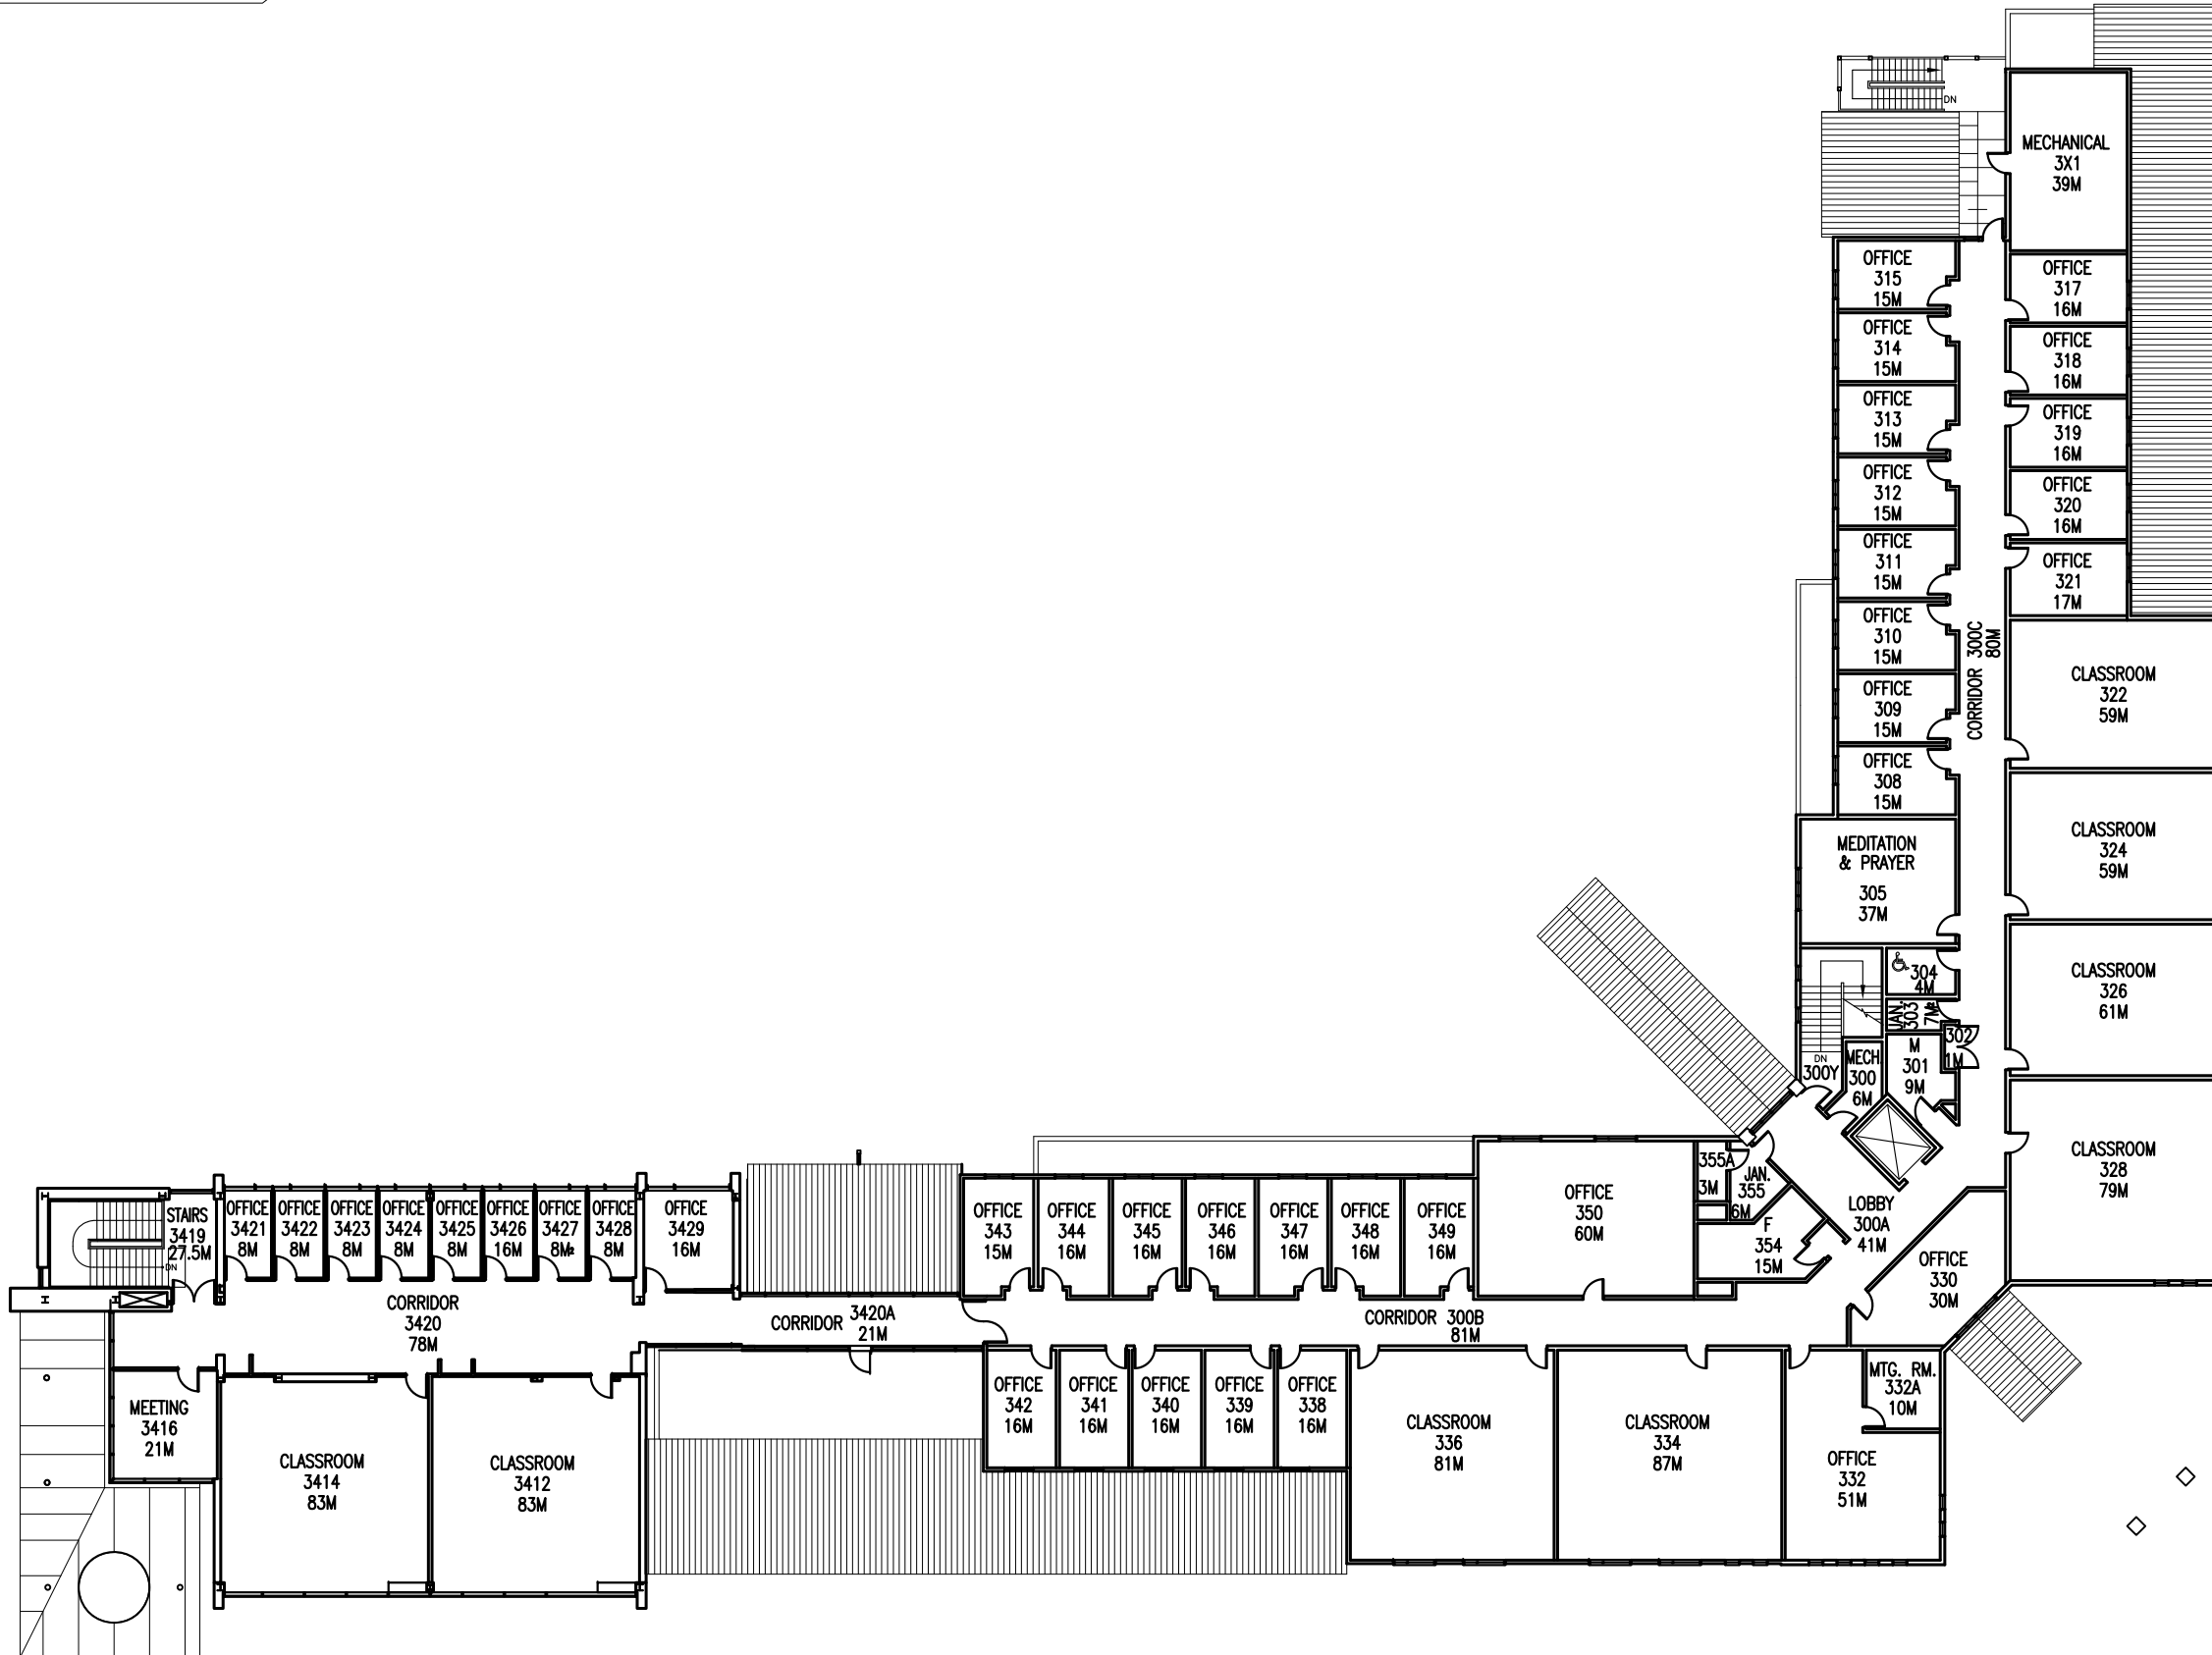 DN
MECHANICAL
3X1
39M
OFFICE
315
15M
OFFICE
317
16M
OFFICE
314
15M
OFFICE
318
16M
OFFICE
313
15M
OFFICE
319
16M
OFFICE
312
15M
OFFICE
320
16M
OFFICE
311
15M
OFFICE
321
17M
OFFICE
310
15M
CORRIDOR 300C
80M
OFFICE
309
15M
CLASSROOM
322
59M
OFFICE
308
15M
MEDITATION
& PRAYER
305
37M
CLASSROOM
324
59M
304
4M
JAN.
303
7M²
302
1M
CLASSROOM
326
61M
DN
300Y
MECH
300
6M
M
301
9M
CLASSROOM
328
79M
LOBBY
300A
41M
355A
3M
JAN.
355
6M
F
354
15M
OFFICE
330
30M
STAIRS
3419
27.5M
DN
OFFICE
3421
8M
OFFICE
3422
8M
OFFICE
3423
8M
OFFICE
3424
8M
OFFICE
3425
8M
OFFICE
3426
16M
OFFICE
3427
8M²
OFFICE
3428
8M
OFFICE
3429
16M
OFFICE
343
15M
OFFICE
344
16M
OFFICE
345
16M
OFFICE
346
16M
OFFICE
347
16M
OFFICE
348
16M
OFFICE
349
16M
OFFICE
350
60M
CORRIDOR
3420
78M
CORRIDOR 3420A
21M
CORRIDOR 300B
81M
MEETING
3416
21M
CLASSROOM
3414
83M
CLASSROOM
3412
83M
OFFICE
342
16M
OFFICE
341
16M
OFFICE
340
16M
OFFICE
339
16M
OFFICE
338
16M
CLASSROOM
336
81M
CLASSROOM
334
87M
MTG. RM.
332A
10M
OFFICE
332
51M